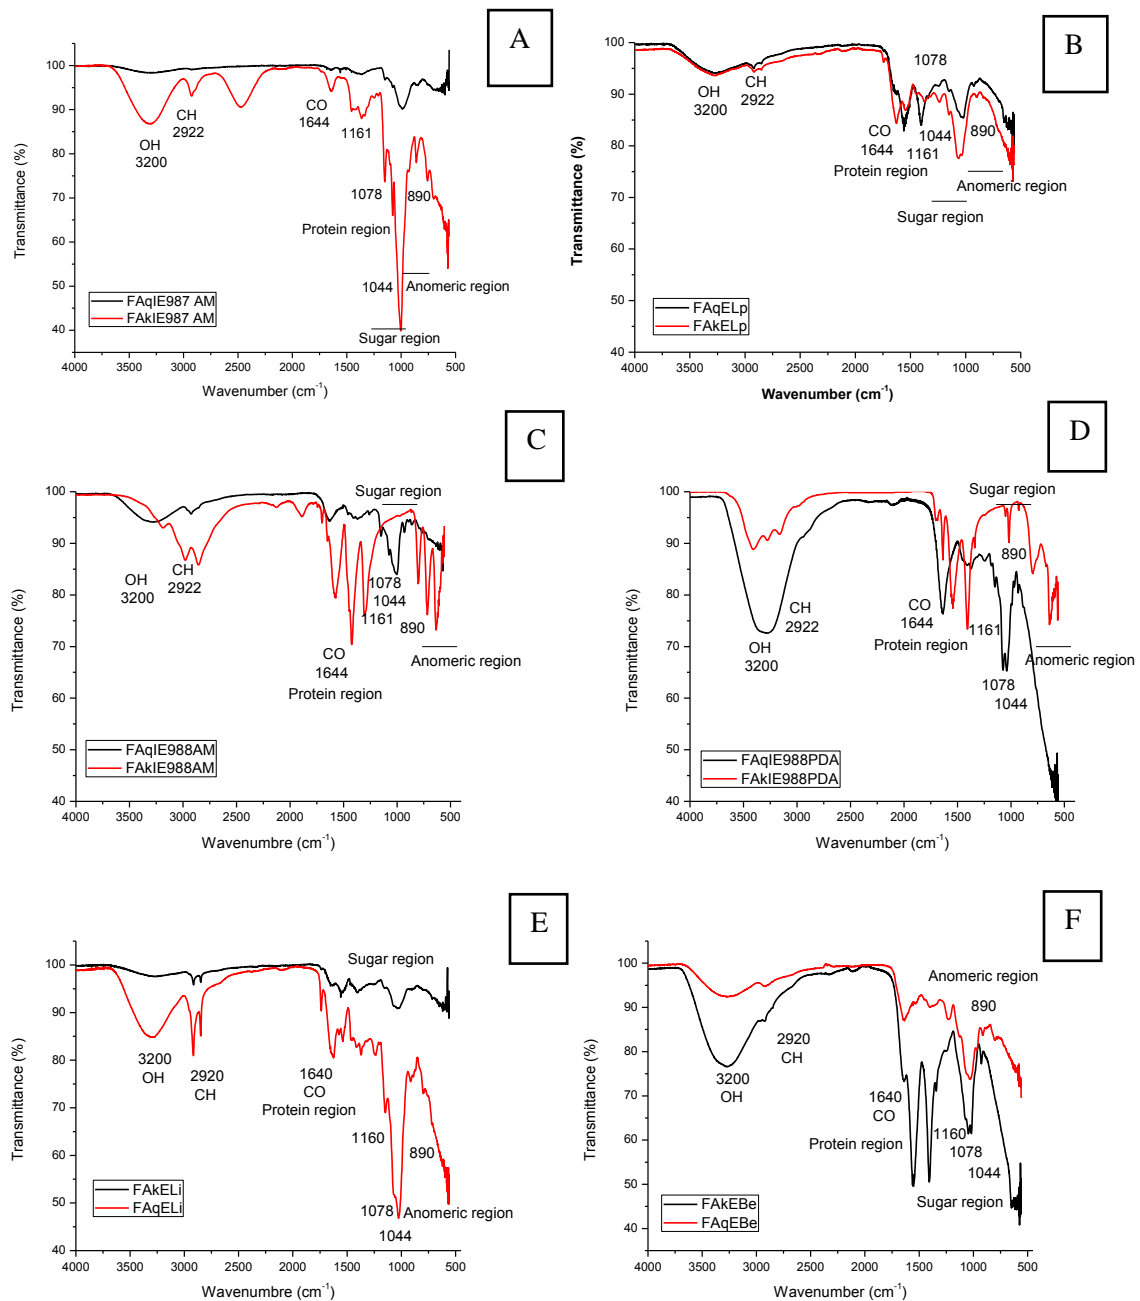 A
100
90
80
70
60
50
40
4000 3500 3000 2500 2000 1500 1000 500
Transmittance (%)
Wavenumber (cm-1)
OH
3200
CH
2922
CO
1644
1161
1078
890
Protein region
1044
Anomeric region
Sugar region
FAqIE987 AM
FAkIE987 AM
B
100
90
80
70
60
50
40
4000 3500 3000 2500 2000 1500 1000 500
Transmittance (%)
Wavenumber (cm-1)
OH
3200
CH
2922
1078
CO
1644
1044
1161
890
Protein region
Anomeric region
Sugar region
FAqELp
FAkELp
C
100
90
80
70
60
50
40
4000 3500 3000 2500 2000 1500 1000 500
Transmittance (%)
Wavenumbre (cm-1)
Sugar region
OH
3200
CH
2922
1078
1044
1161
890
CO
1644
Anomeric region
Protein region
FAqIE988AM
FAkIE988AM
D
100
90
80
70
60
50
40
4000 3500 3000 2500 2000 1500 1000 500
Transmittance (%)
Wavenumber (cm-1)
Sugar region
890
CH
2922
OH
3200
CO
1644
1161
Protein region
Anomeric region
1078
1044
FAqIE988PDA
FAkIE988PDA
E
100
90
80
70
60
50
40
4000 3500 3000 2500 2000 1500 1000 500
Transmittance (%)
Wavenumbre (cm-1)
Sugar region
3200
OH
2920
CH
1640
CO
Protein region
1160
890
1078
Anomeric region
1044
FAkELi
FAqELi
F
100
90
80
70
60
50
40
4000 3500 3000 2500 2000 1500 1000 500
Transmittance (%)
Wavenumber (cm-1)
Anomeric region
890
2920
CH
3200
OH
1640
CO
Protein region
1160
1078
1044
Sugar region
FAkEBe
FAqEBe